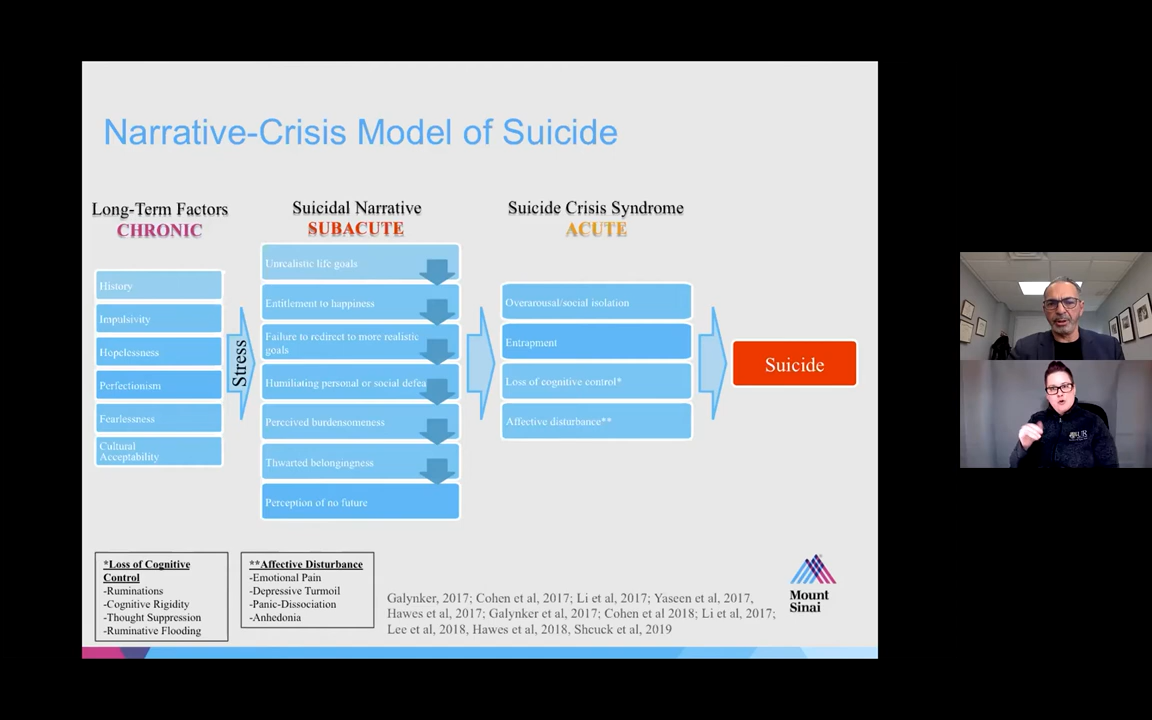 Narrative-Crisis Model of Suicide
Long-Term Factors
CHRONIC
History
Impulsivity
Hopelessness
Perfectionism
Fearlessness
Cultural
Acceptability
Stress
Suicidal Narrative
SUBACUTE
Unrealistic life goals
Entitlement to happiness
Failure to redirect to more realistic
goals
Humiliating personal or social defea
Perceived burdensomeness
Thwarted belongingness
Perception of no future
Suicide Crisis Syndrome
ACUTE
Overarousal/social isolation
Entrapment
Loss of cognitive control*
Affective disturbance**
Suicide
*Loss of Cognitive
Control
-Ruminations
-Cognitive Rigidity
-Thought Suppression
-Ruminative Flooding
**Affective Disturbance
-Emotional Pain
-Depressive Turmoil
-Panic-Dissociation
-Anhedonia
Galynker, 2017; Cohen et al, 2017; Li et al, 2017; Yaseen et al, 2017,
Hawes et al, 2017; Galynker et al, 2017; Cohen et al 2018; Li et al, 2017;
Lee et al, 2018, Hawes et al, 2018, Shcuck et al, 2019
Mount
Sinai